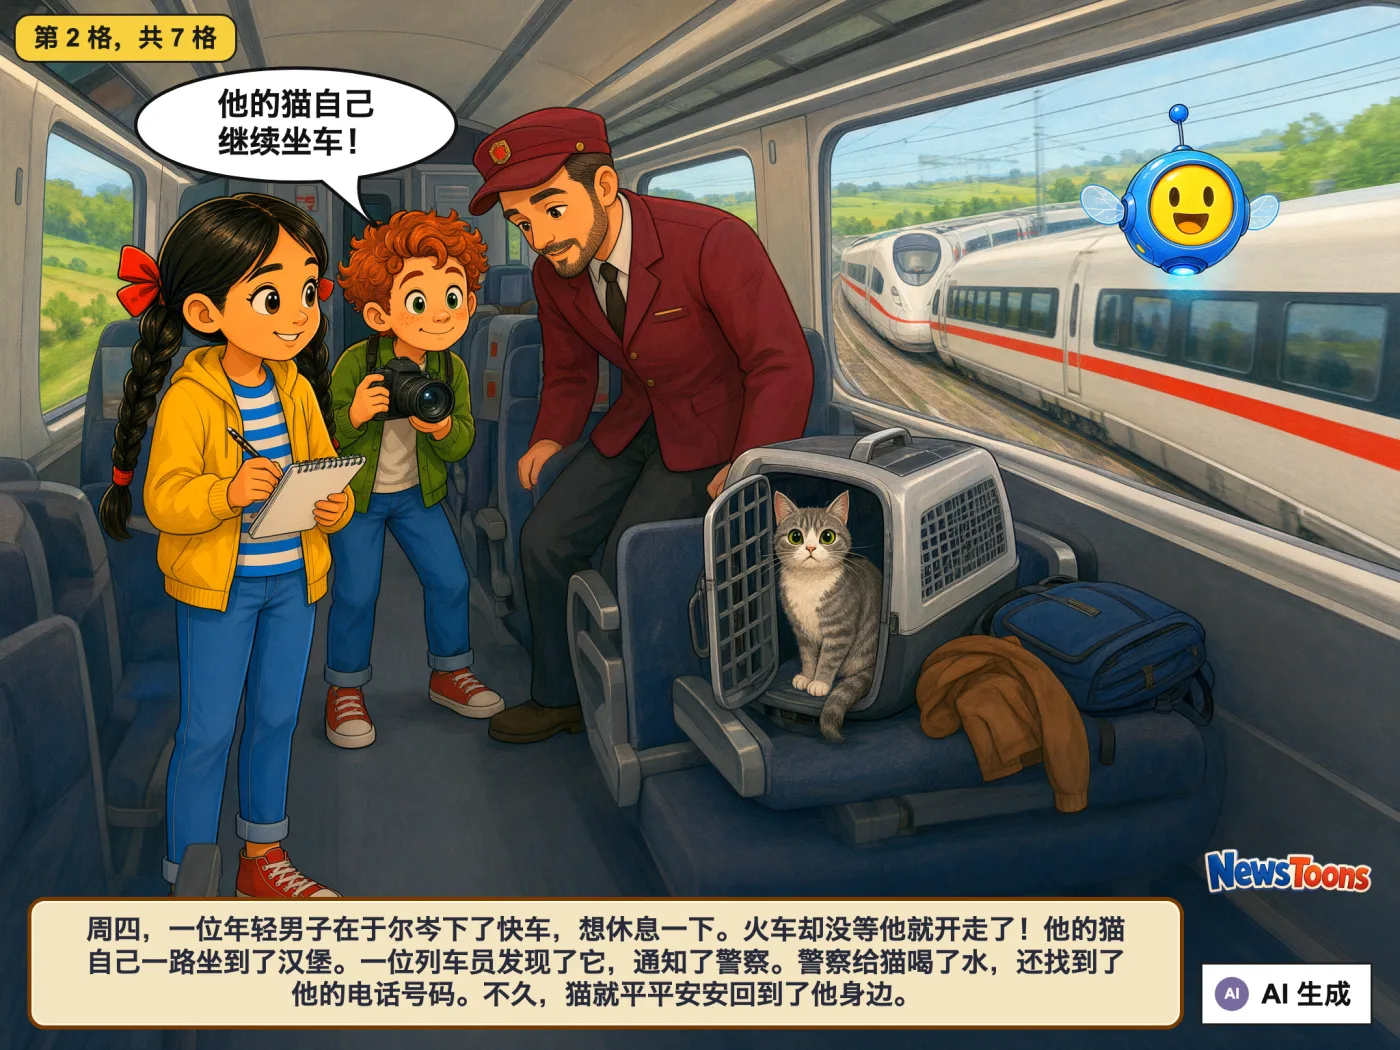 第 2 格，共 7 格
他的猫自己
继续坐车！
NewsToons
周四，一位年轻男子在于尔岑下了快车，想休息一下。火车却没等他就开走了！他的猫
自己一路坐到了汉堡。一位列车员发现了它，通知了警察。警察给猫喝了水，还找到了
他的电话号码。不久，猫就平平安安回到了他身边。
AI AI 生成